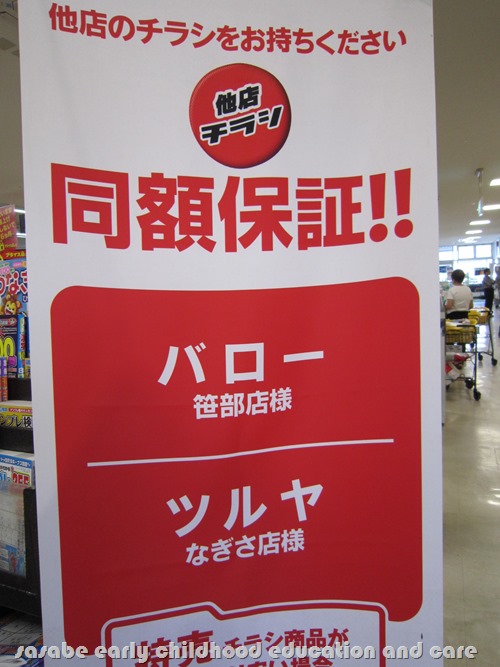 他店のチラシをお持ちください
他店
チラシ
同額保証!!
バロー
笹部店様
ツルヤ
なぎさ店様
特売チラシ商品が
sasabe early childhood education and care